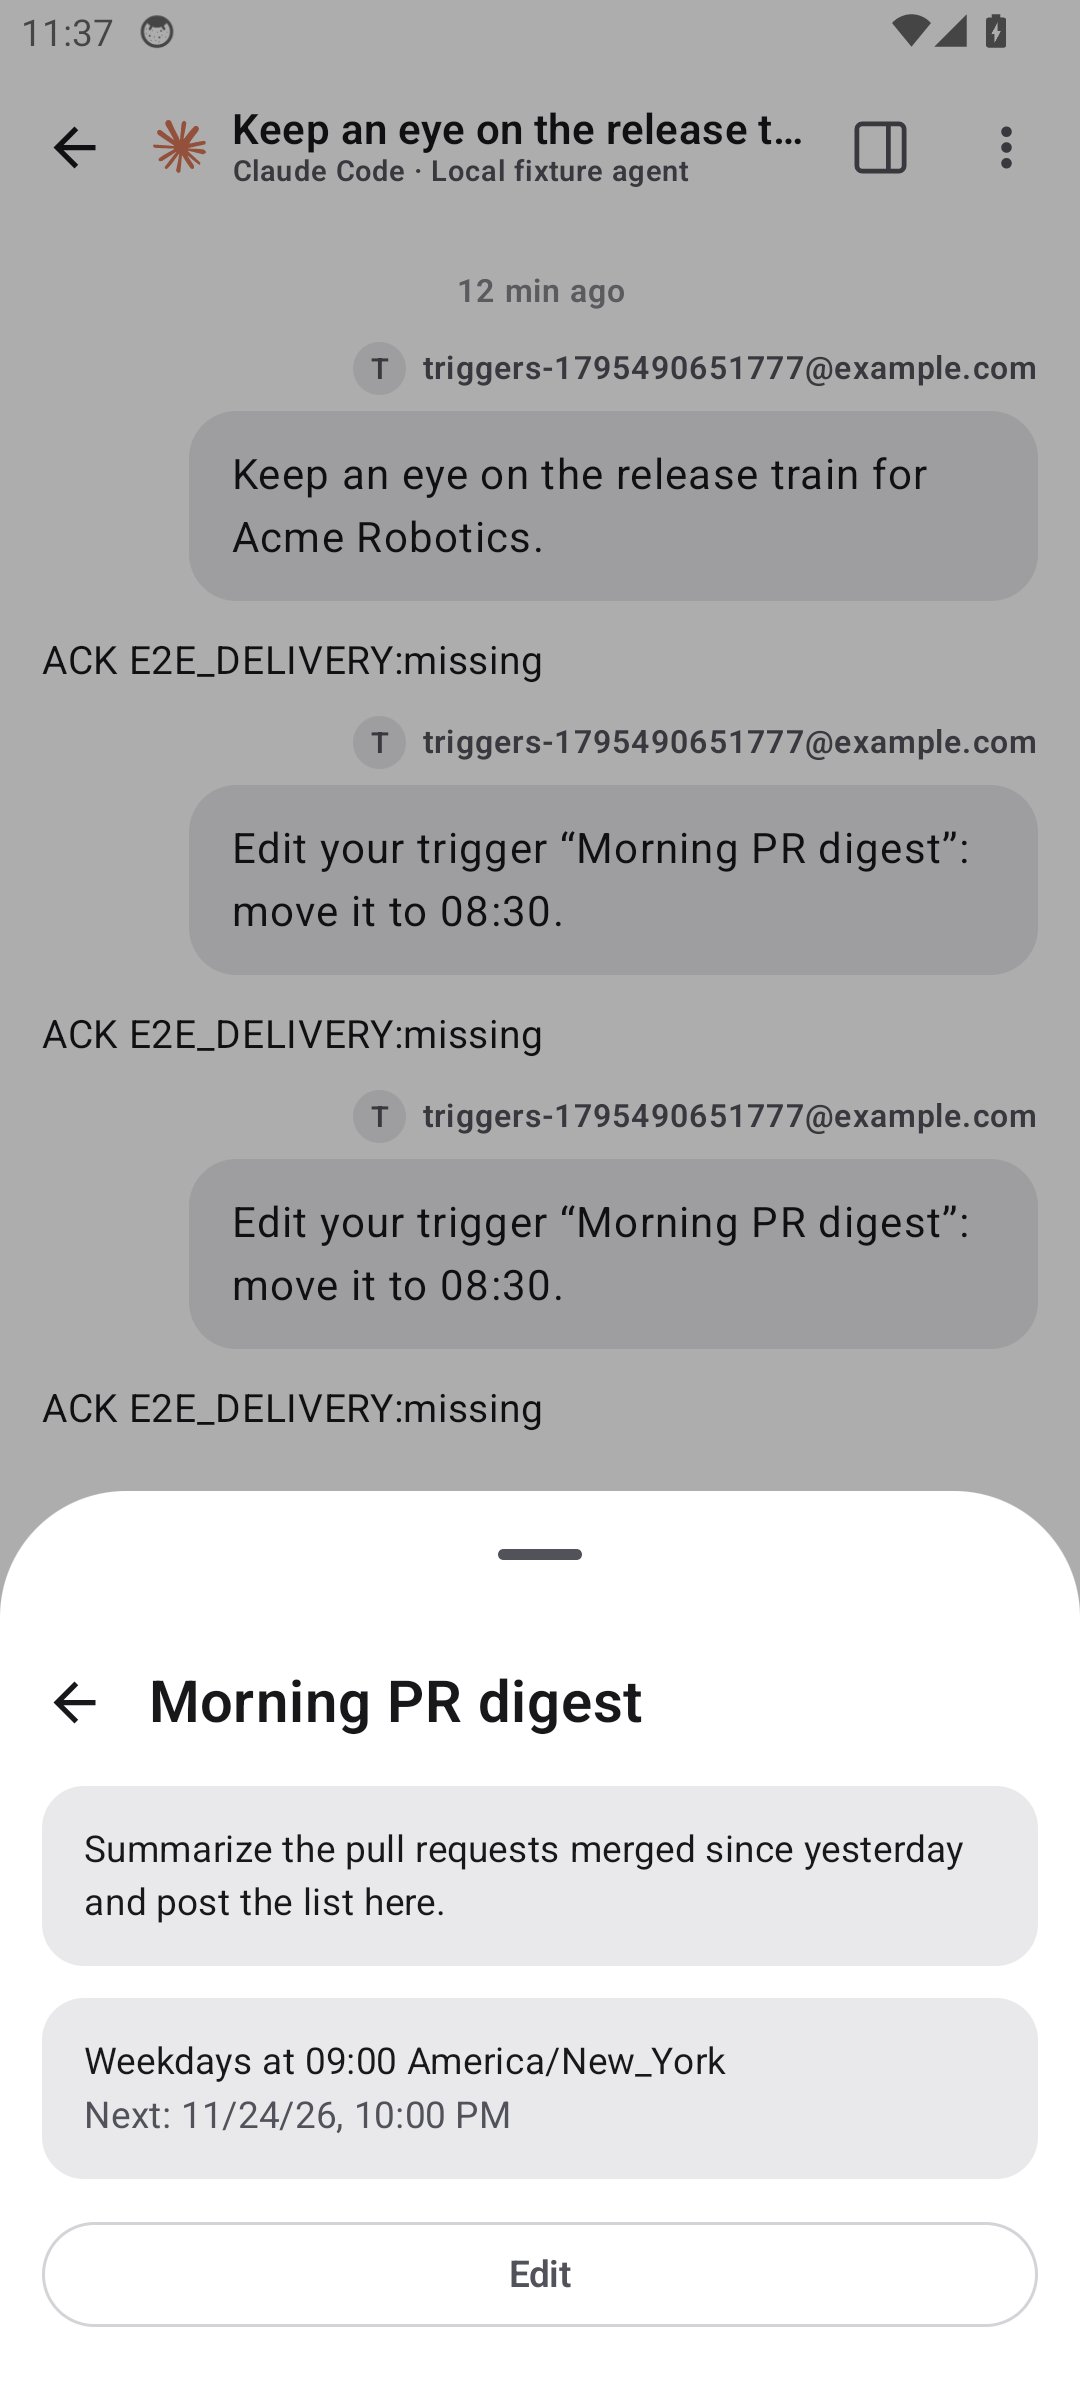 11:37
Keep an eye on the release t…
Claude Code · Local fixture agent
12 min ago
T triggers-1795490651777@example.com
Keep an eye on the release train for
Acme Robotics.
ACK E2E_DELIVERY:missing
T triggers-1795490651777@example.com
Edit your trigger “Morning PR digest”:
move it to 08:30.
ACK E2E_DELIVERY:missing
T triggers-1795490651777@example.com
Edit your trigger “Morning PR digest”:
move it to 08:30.
ACK E2E_DELIVERY:missing
Morning PR digest
Summarize the pull requests merged since yesterday
and post the list here.
Weekdays at 09:00 America/New_York
Next: 11/24/26, 10:00 PM
Edit